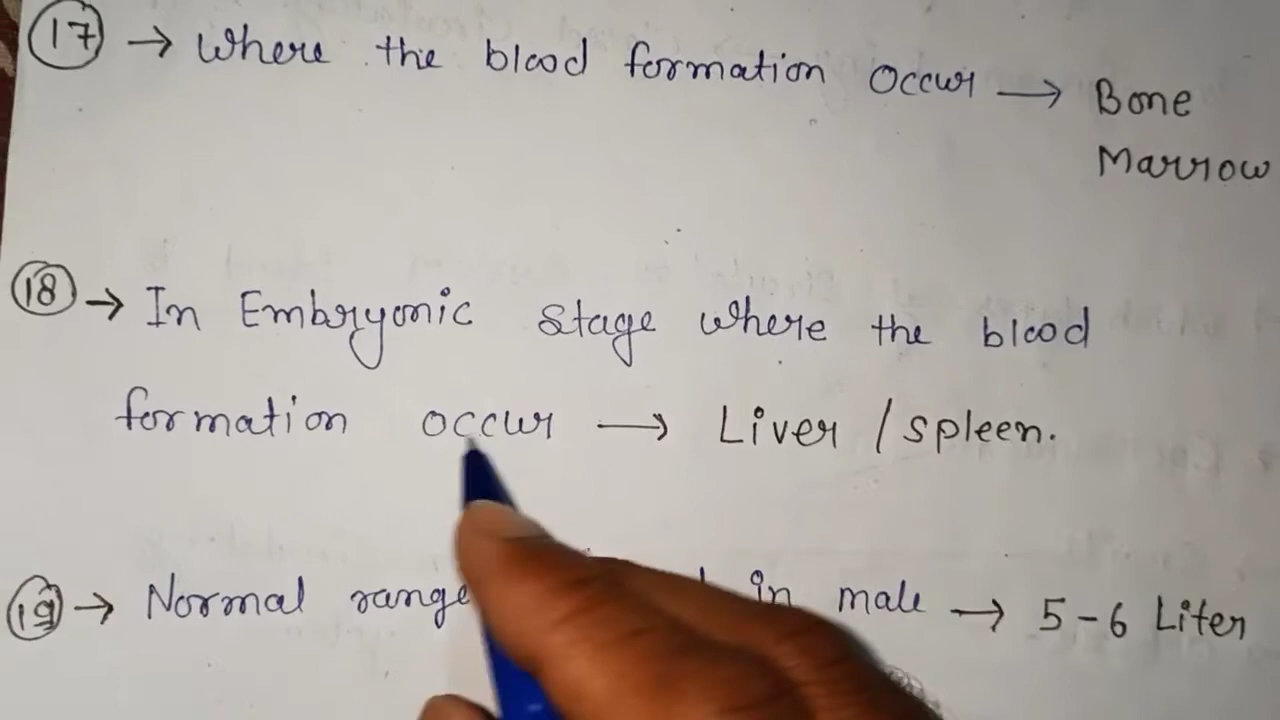 17 → Where the blood formation occur → Bone
Marrow
18 → In Embryonic stage where the blood
formation occur → Liver / spleen.
19 → Normal range in male → 5-6 Liter